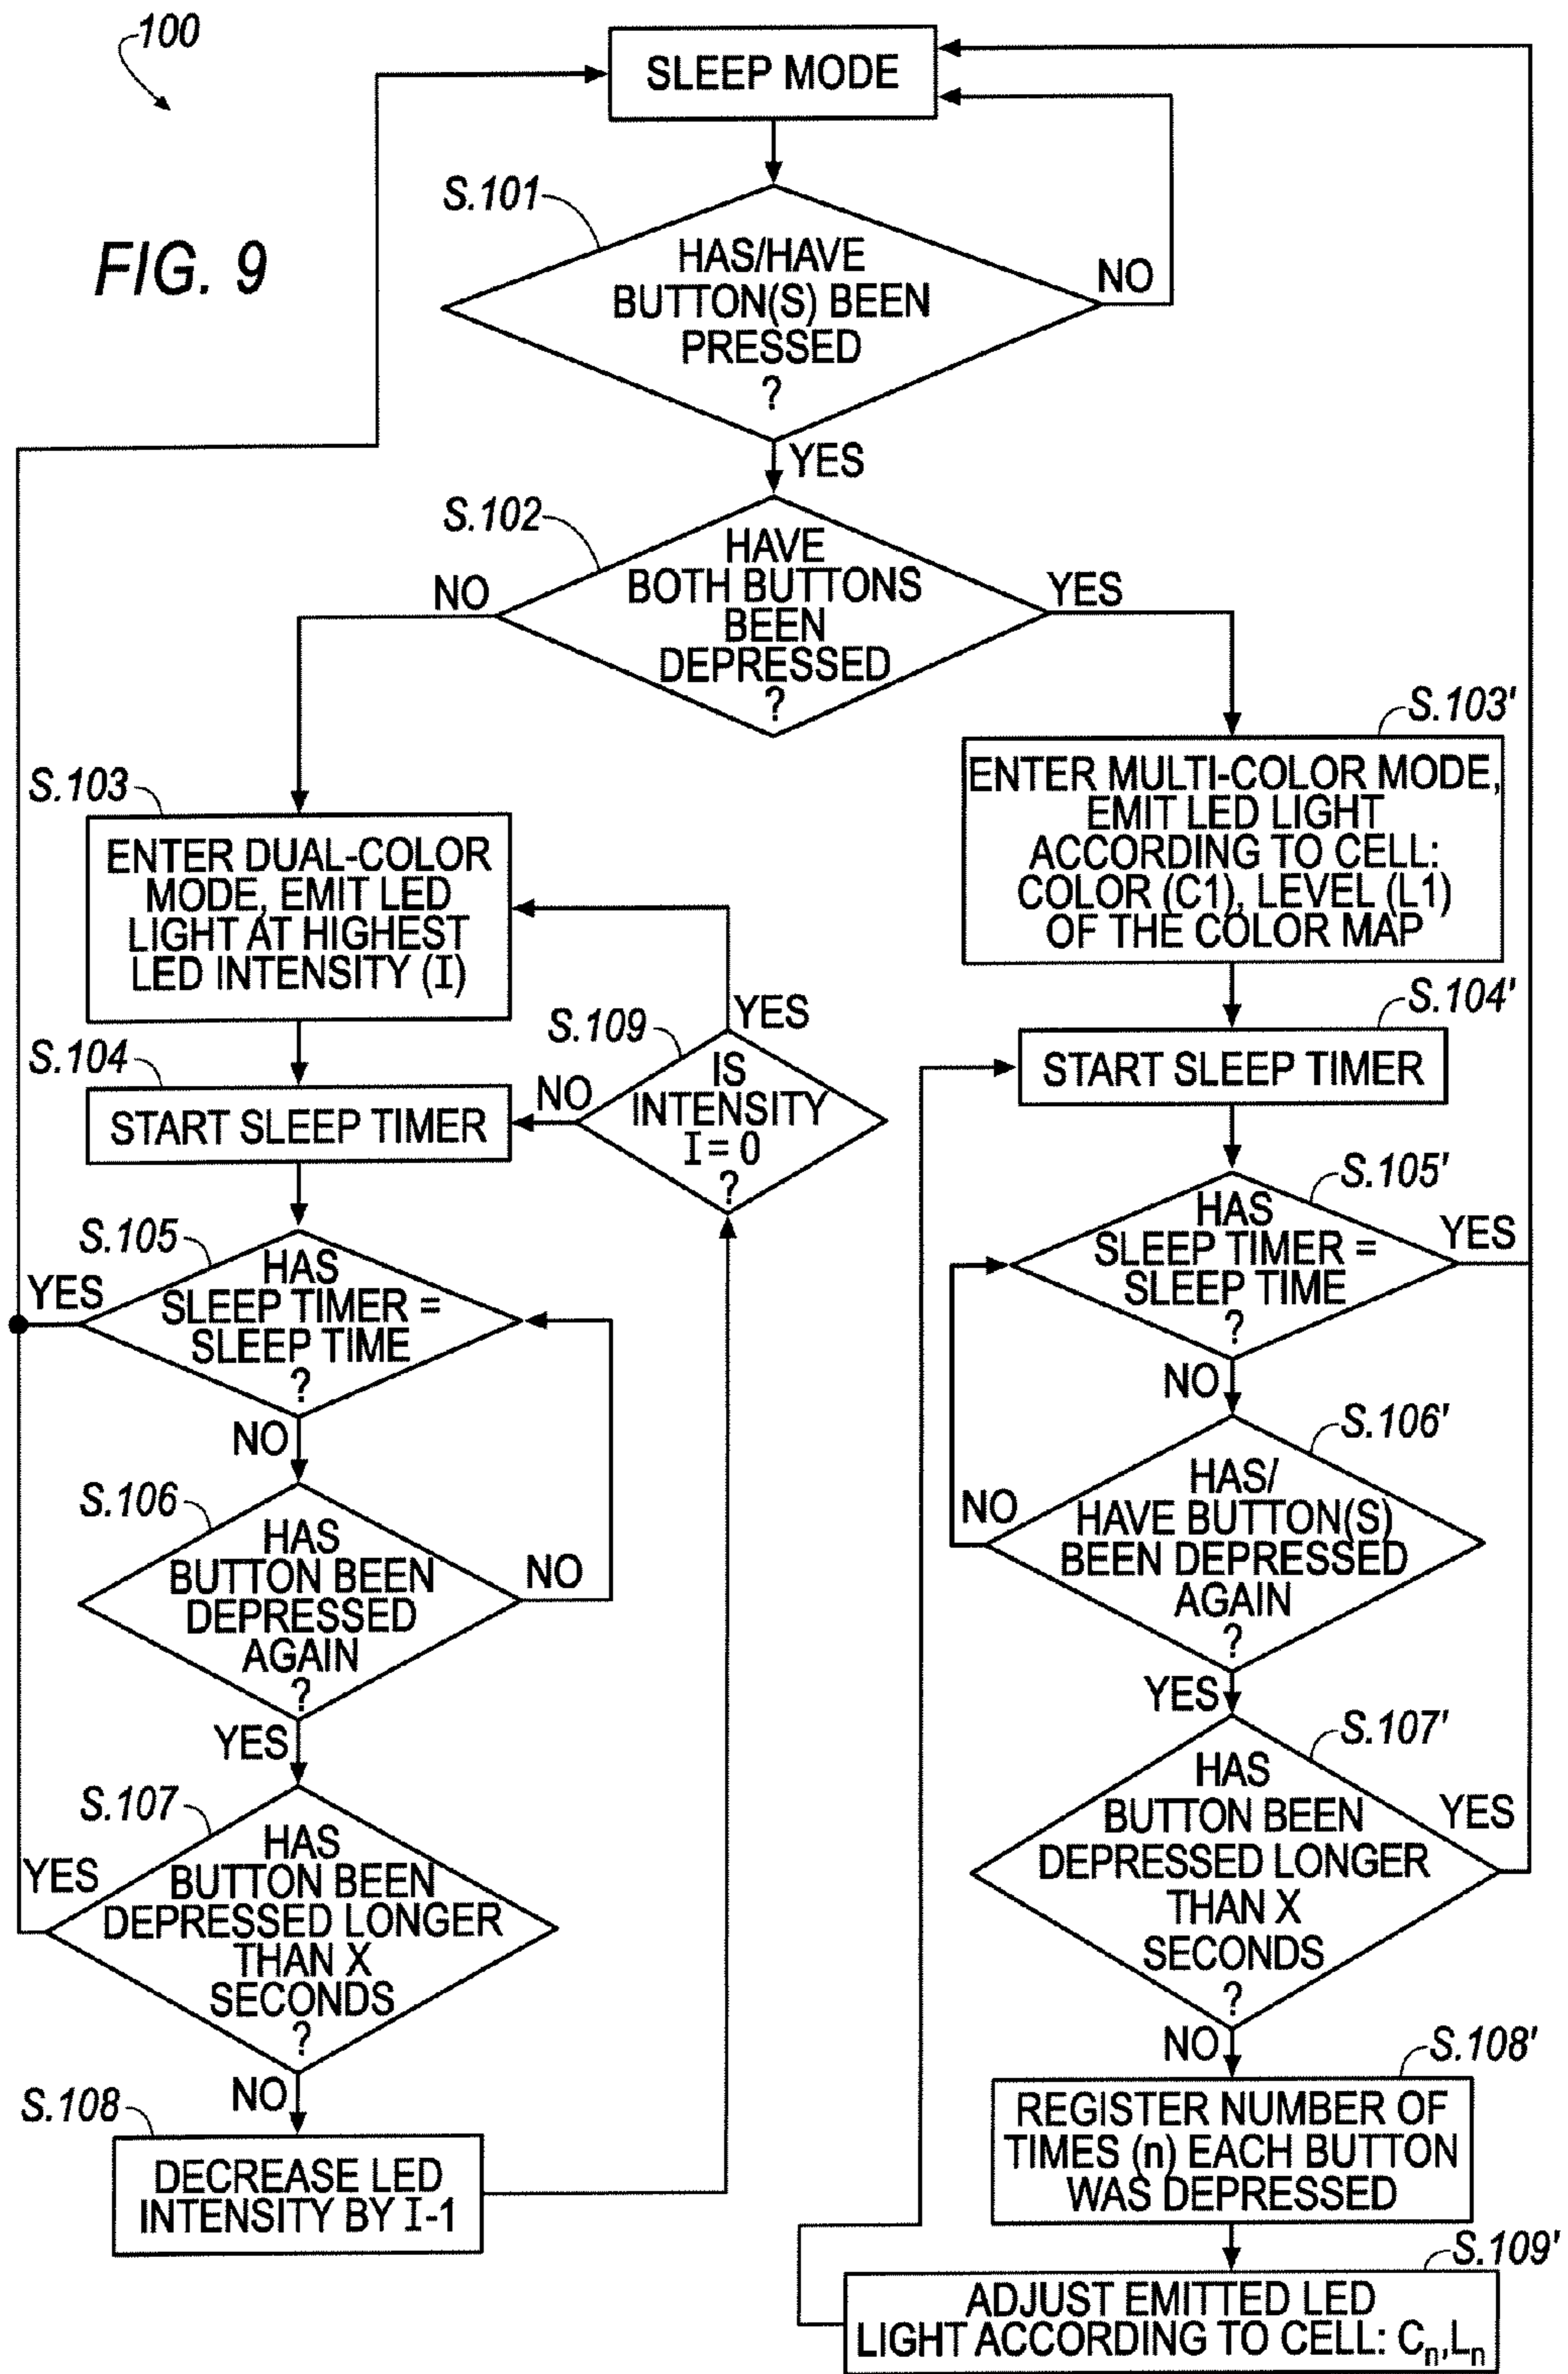 100
SLEEP MODE
FIG. 9
S.101
HAS/HAVE
BUTTON(S) BEEN
PRESSED
?
NO
YES
S.102
HAVE
BOTH BUTTONS
BEEN
DEPRESSED
?
NO
YES
S.103
ENTER DUAL-COLOR
MODE, EMIT LED
LIGHT AT HIGHEST
LED INTENSITY (I)
S.104
START SLEEP TIMER
S.109
IS
INTENSITY
I = 0
?
YES
NO
S.105
HAS
SLEEP TIMER =
SLEEP TIME
?
YES
NO
S.106
HAS
BUTTON BEEN
DEPRESSED
AGAIN
?
NO
YES
S.107
HAS
BUTTON BEEN
DEPRESSED LONGER
THAN X
SECONDS
?
YES
NO
S.108
DECREASE LED
INTENSITY BY I-1
S.103'
ENTER MULTI-COLOR MODE,
EMIT LED LIGHT
ACCORDING TO CELL:
COLOR (C1), LEVEL (L1)
OF THE COLOR MAP
S.104'
START SLEEP TIMER
S.105'
HAS
SLEEP TIMER =
SLEEP TIME
?
YES
NO
S.106'
HAS/
HAVE BUTTON(S)
BEEN DEPRESSED
AGAIN
?
NO
YES
S.107'
HAS
BUTTON BEEN
DEPRESSED LONGER
THAN X
SECONDS
?
YES
NO
S.108'
REGISTER NUMBER OF
TIMES (n) EACH BUTTON
WAS DEPRESSED
S.109'
ADJUST EMITTED LED
LIGHT ACCORDING TO CELL: Cn,Ln